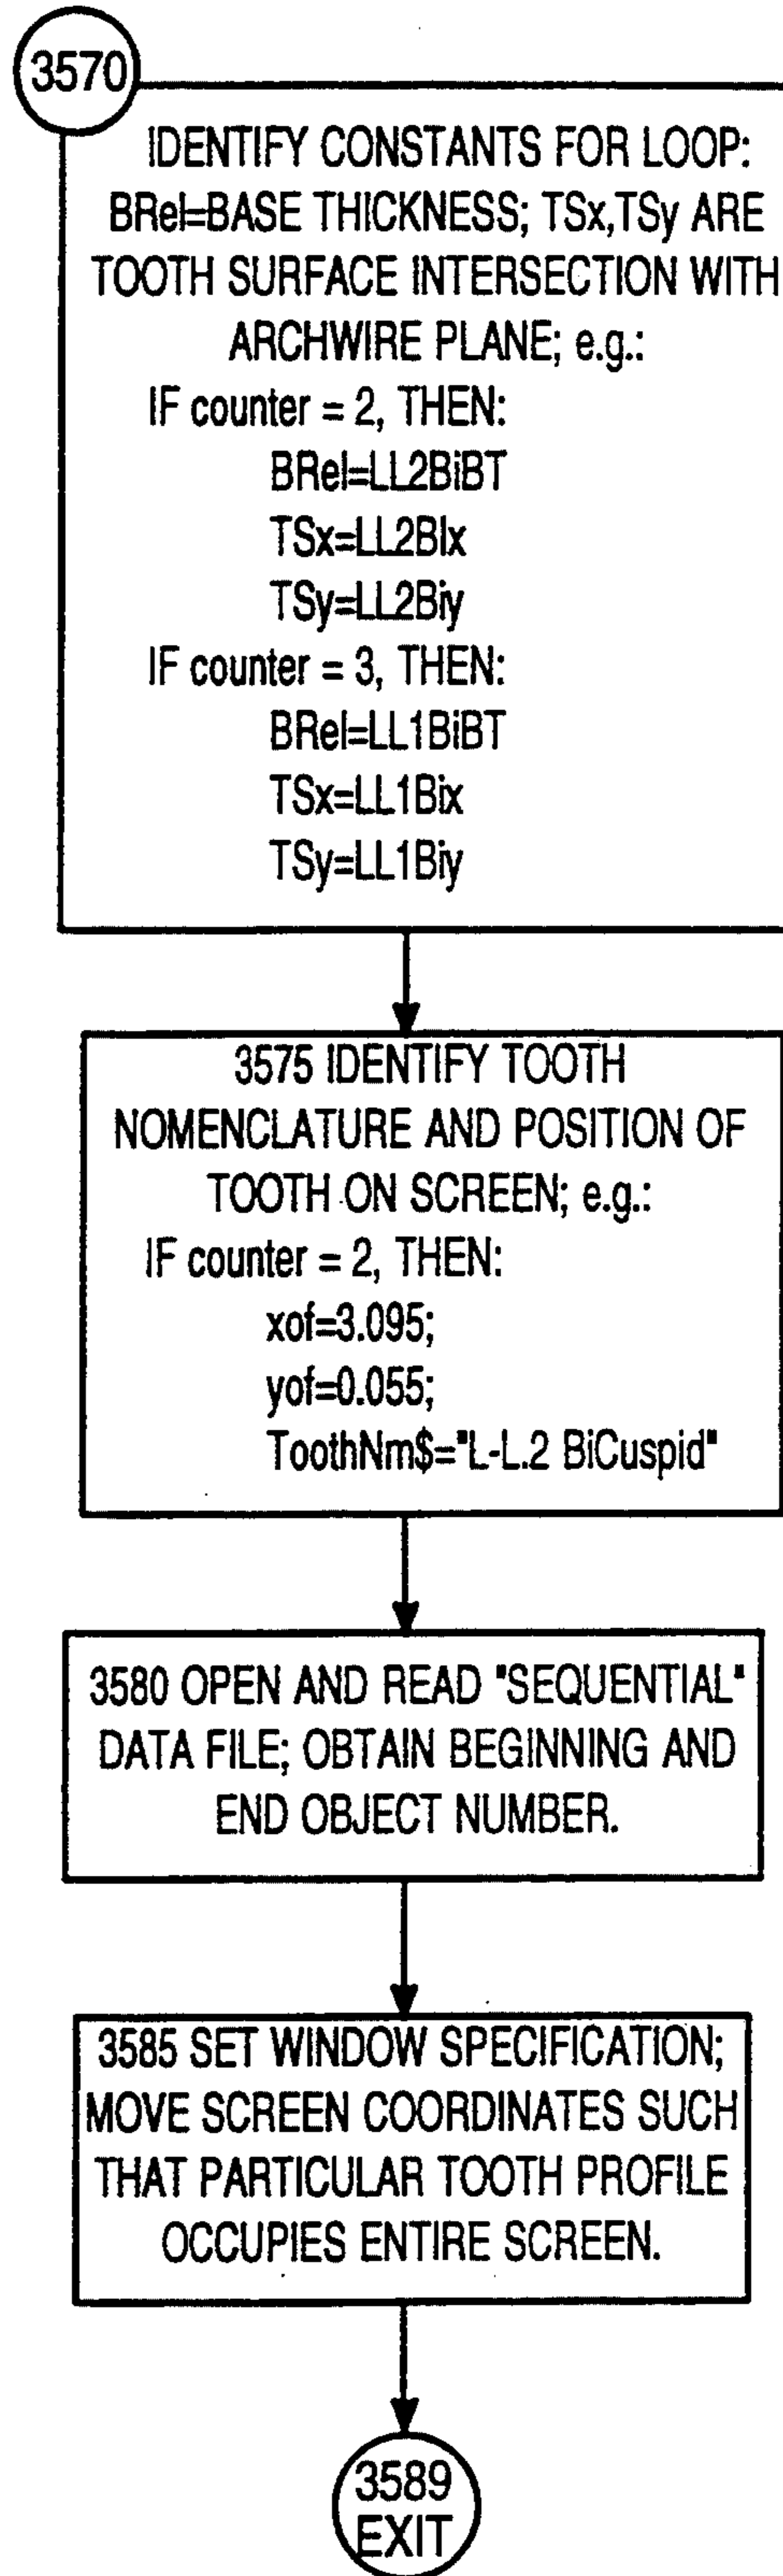 3570
IDENTIFY CONSTANTS FOR LOOP:
BRel=BASE THICKNESS; TSx,TSy ARE
TOOTH SURFACE INTERSECTION WITH
ARCHWIRE PLANE; e.g.:
IF counter = 2, THEN:
BRel=LL2BiBT
TSx=LL2BIx
TSy=LL2Biy
IF counter = 3, THEN:
BRel=LL1BiBT
TSx=LL1Bix
TSy=LL1Biy
3575 IDENTIFY TOOTH
NOMENCLATURE AND POSITION OF
TOOTH ON SCREEN; e.g.:
IF counter = 2, THEN:
xof=3.095;
yof=0.055;
ToothNm$="L-L.2 BiCuspid"
3580 OPEN AND READ "SEQUENTIAL"
DATA FILE; OBTAIN BEGINNING AND
END OBJECT NUMBER.
3585 SET WINDOW SPECIFICATION;
MOVE SCREEN COORDINATES SUCH
THAT PARTICULAR TOOTH PROFILE
OCCUPIES ENTIRE SCREEN.
3589
EXIT